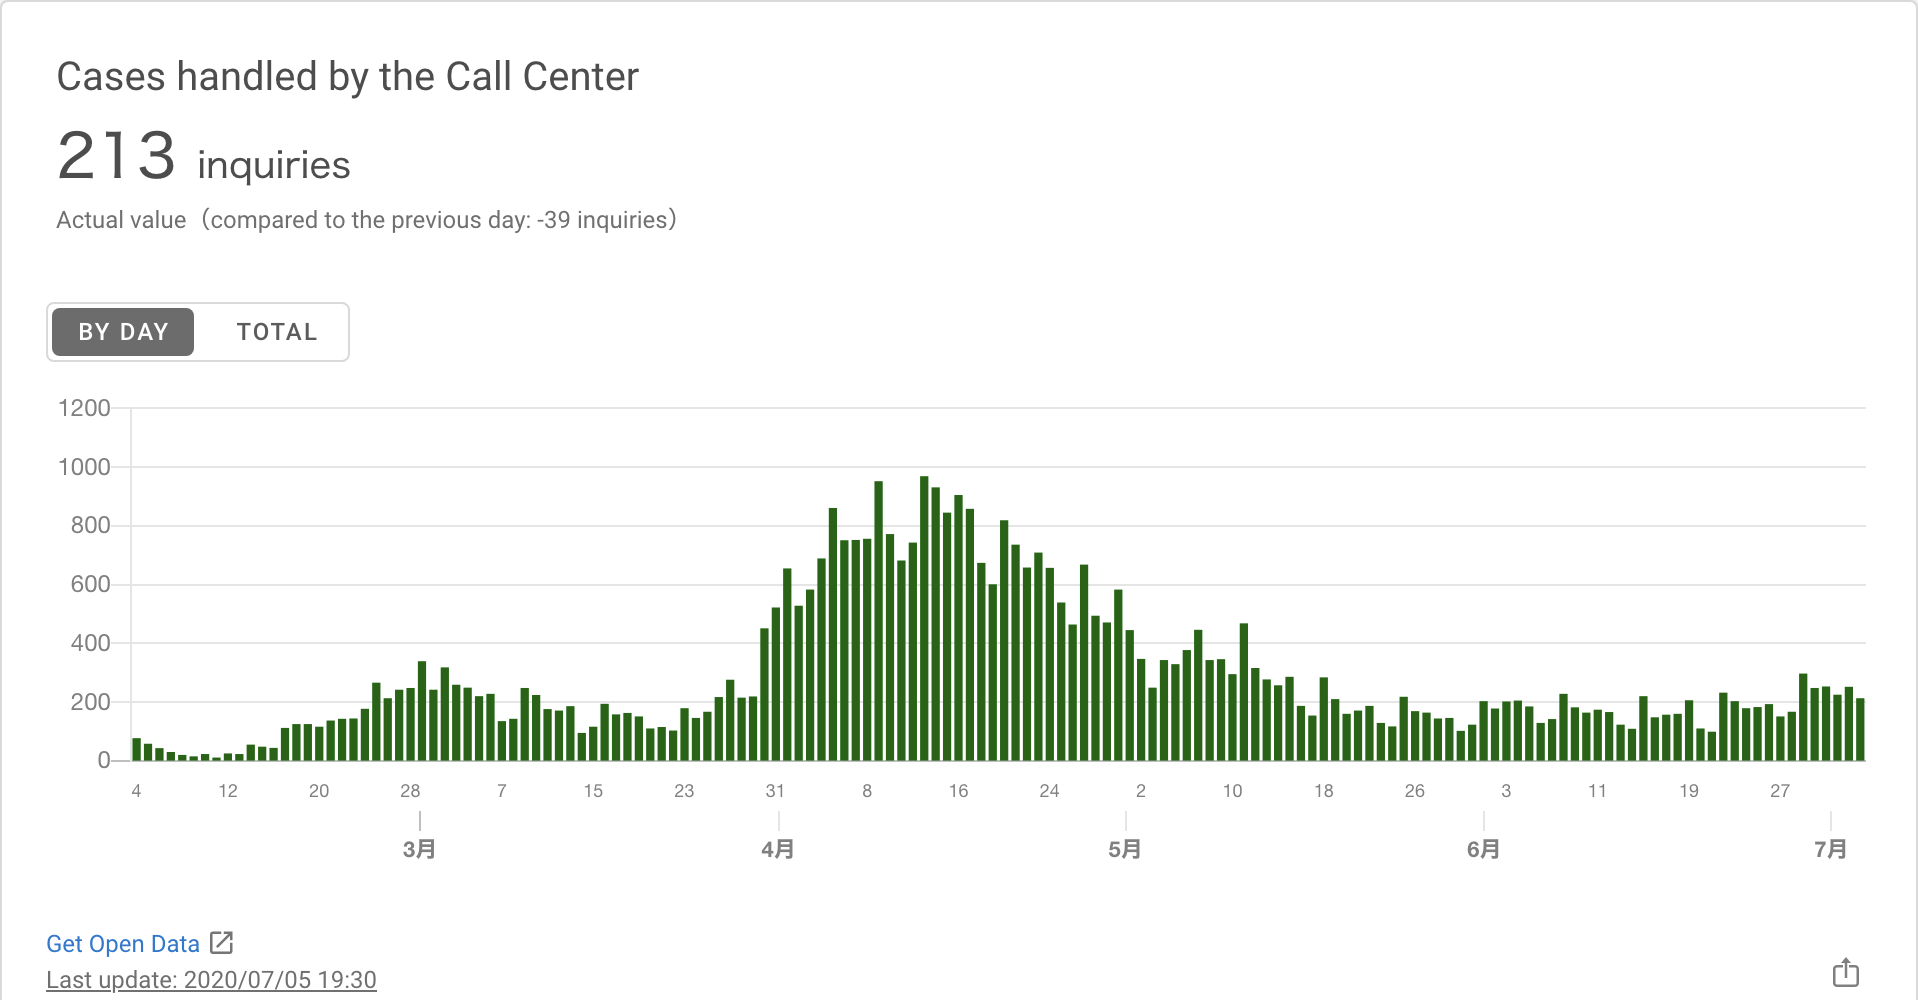 Cases handled by the Call Center
213 inquiries
Actual value（compared to the previous day: -39 inquiries）
BY DAY TOTAL
1200
1000
800
600
400
200
0
4 12 20 28 7 15 23 31 8 16 24 2 10 18 26 3 11 19 27
3月 4月 5月 6月 7月
Get Open Data
Last update: 2020/07/05 19:30